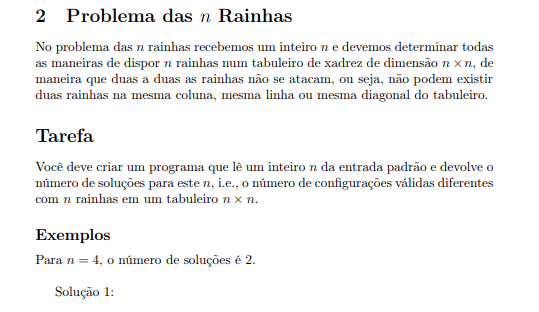 2 Problema das n Rainhas
No problema das n rainhas recebemos um inteiro n e devemos determinar todas
as maneiras de dispor n rainhas num tabuleiro de xadrez de dimensão n × n, de
maneira que duas a duas as rainhas não se atacam, ou seja, não podem existir
duas rainhas na mesma coluna, mesma linha ou mesma diagonal do tabuleiro.
Tarefa
Você deve criar um programa que lê um inteiro n da entrada padrão e devolve o
número de soluções para este n, i.e., o número de configurações válidas diferentes
com n rainhas em um tabuleiro n × n.
Exemplos
Para n = 4, o número de soluções é 2.
Solução 1: